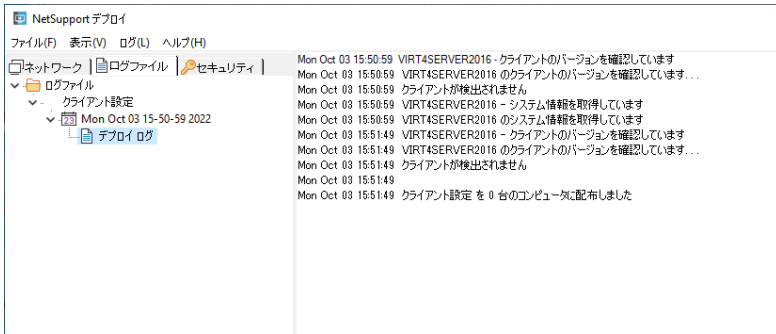 NetSupport デプロイ
ファイル(F) 表示(V) ログ(L) ヘルプ(H)
ネットワーク ログファイル セキュリティ
ログファイル
クライアント設定
23 Mon Oct 03 15-50-59 2022
デプロイ ログ
Mon Oct 03 15:50:59 VIRT4SERVER2016 - クライアントのバージョンを確認しています
Mon Oct 03 15:50:59 VIRT4SERVER2016 のクライアントのバージョンを確認しています...
Mon Oct 03 15:50:59 クライアントが検出されません
Mon Oct 03 15:50:59 VIRT4SERVER2016 - システム情報を取得しています
Mon Oct 03 15:50:59 VIRT4SERVER2016 のシステム情報を取得しています
Mon Oct 03 15:51:49 VIRT4SERVER2016 - クライアントのバージョンを確認しています
Mon Oct 03 15:51:49 VIRT4SERVER2016 のクライアントのバージョンを確認しています...
Mon Oct 03 15:51:49 クライアントが検出されません
Mon Oct 03 15:51:49
Mon Oct 03 15:51:49 クライアント設定 を 0 台のコンピュータに配布しました